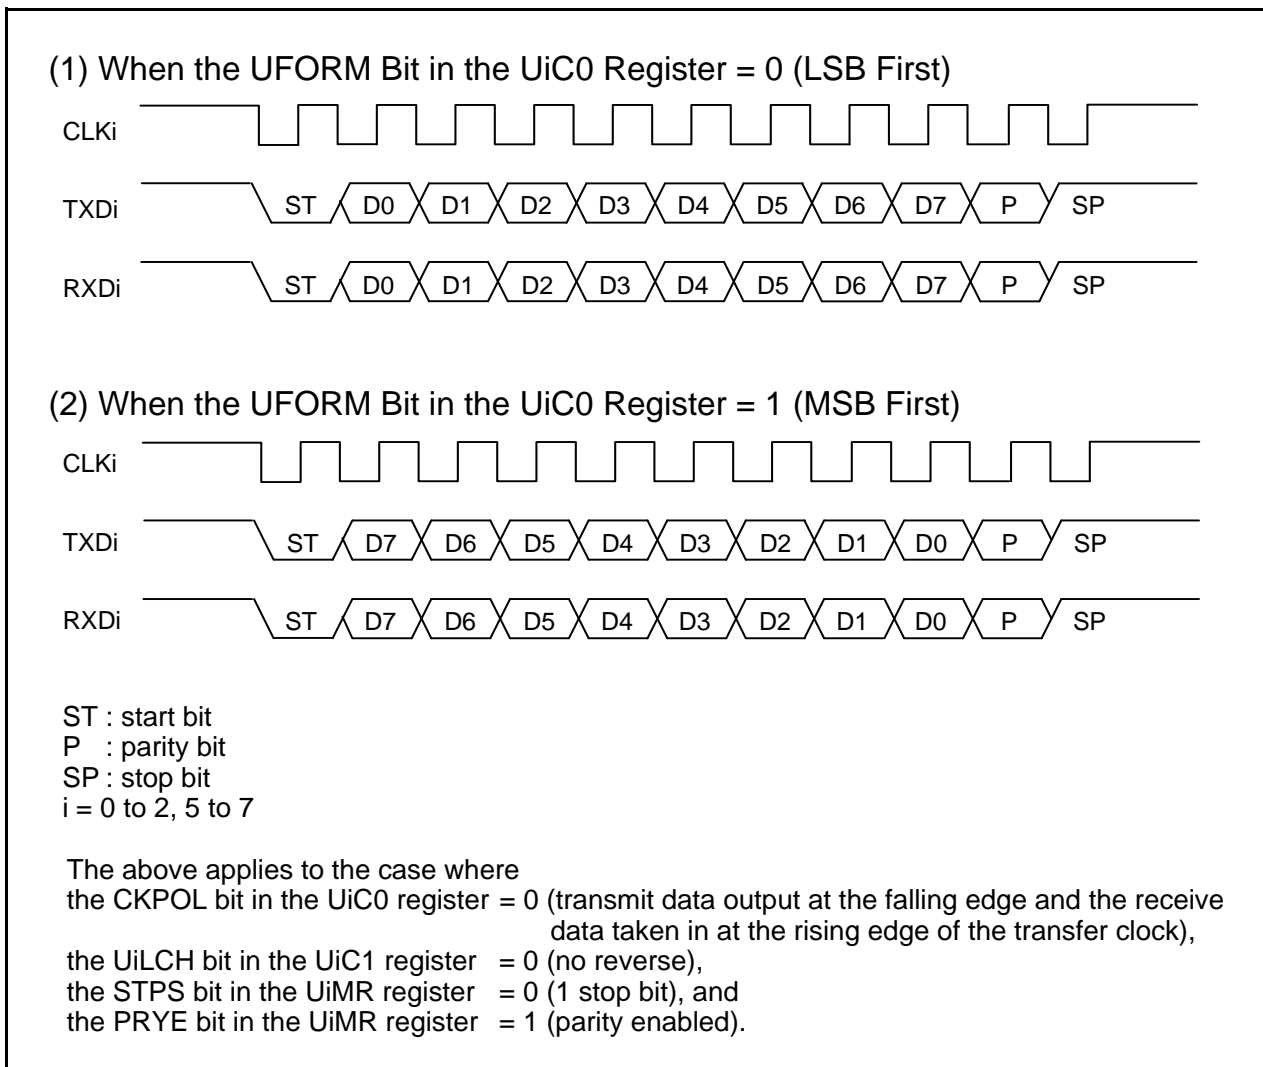 (1) When the UFORM Bit in the UiC0 Register = 0 (LSB First)
CLKi
TXDi ST D0 D1 D2 D3 D4 D5 D6 D7 P SP
RXDi ST D0 D1 D2 D3 D4 D5 D6 D7 P SP
(2) When the UFORM Bit in the UiC0 Register = 1 (MSB First)
CLKi
TXDi ST D7 D6 D5 D4 D3 D2 D1 D0 P SP
RXDi ST D7 D6 D5 D4 D3 D2 D1 D0 P SP
ST : start bit
P : parity bit
SP : stop bit
i = 0 to 2, 5 to 7
The above applies to the case where
the CKPOL bit in the UiC0 register = 0 (transmit data output at the falling edge and the receive
data taken in at the rising edge of the transfer clock),
the UiLCH bit in the UiC1 register = 0 (no reverse),
the STPS bit in the UiMR register = 0 (1 stop bit), and
the PRYE bit in the UiMR register = 1 (parity enabled).